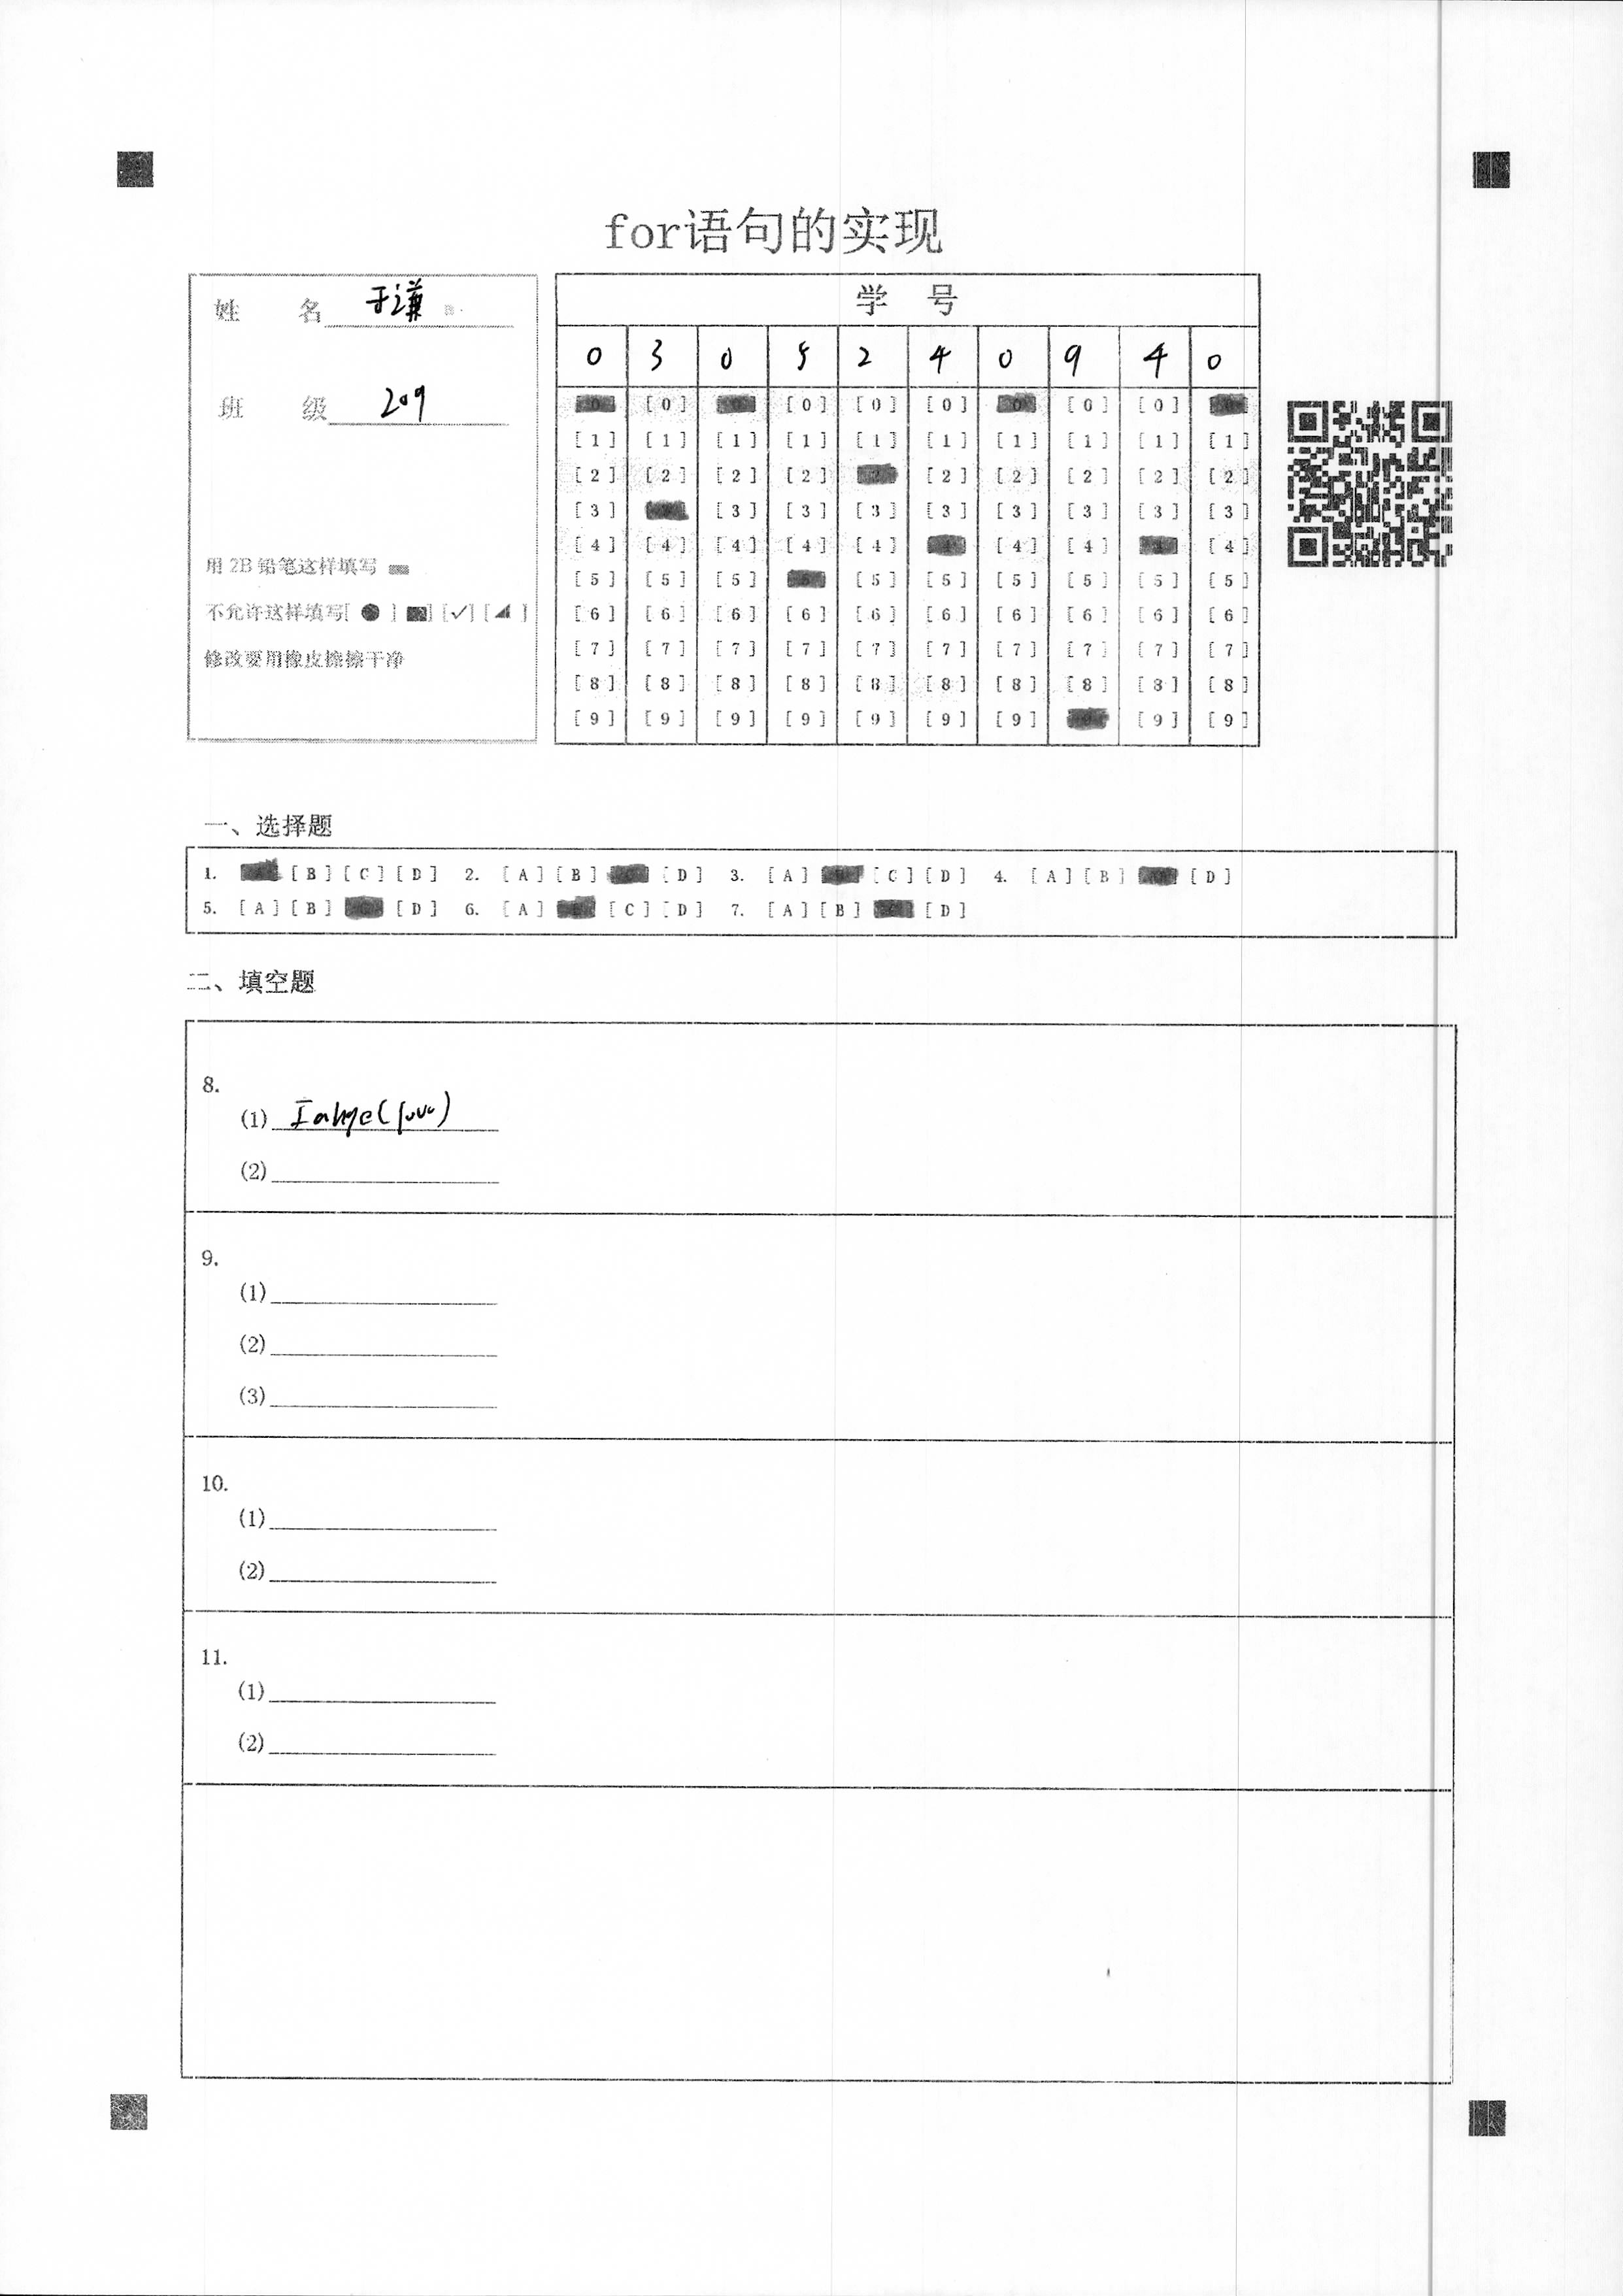 for语句的实现
姓 名 于谦
班 级 209
用 2B 铅笔这样填写
不允许这样填写[ ● ] [■] [✓] [◢ ]
修改要用橡皮擦擦干净
学 号
0 3 0 5 2 4 0 9 4 0
[0] [0] [0] [0] [0] [0]
[1] [1] [1] [1] [1] [1] [1] [1] [1] [1]
[2] [2] [2] [2] [2] [2] [2] [2] [2]
[3] [3] [3] [3] [3] [3] [3] [3] [3]
[4] [4] [4] [4] [4] [4] [4] [4]
[5] [5] [5] [5] [5] [5] [5] [5] [5]
[6] [6] [6] [6] [6] [6] [6] [6] [6] [6]
[7] [7] [7] [7] [7] [7] [7] [7] [7] [7]
[8] [8] [8] [8] [8] [8] [8] [8] [8] [8]
[9] [9] [9] [9] [9] [9] [9] [9] [9]
一、选择题
1. [B] [C] [D] 2. [A] [B] [D] 3. [A] [C] [D] 4. [A] [B] [D]
5. [A] [B] [D] 6. [A] [C] [D] 7. [A] [B] [D]
二、填空题
8.
(1)
(2)
9.
(1)
(2)
(3)
10.
(1)
(2)
11.
(1)
(2)